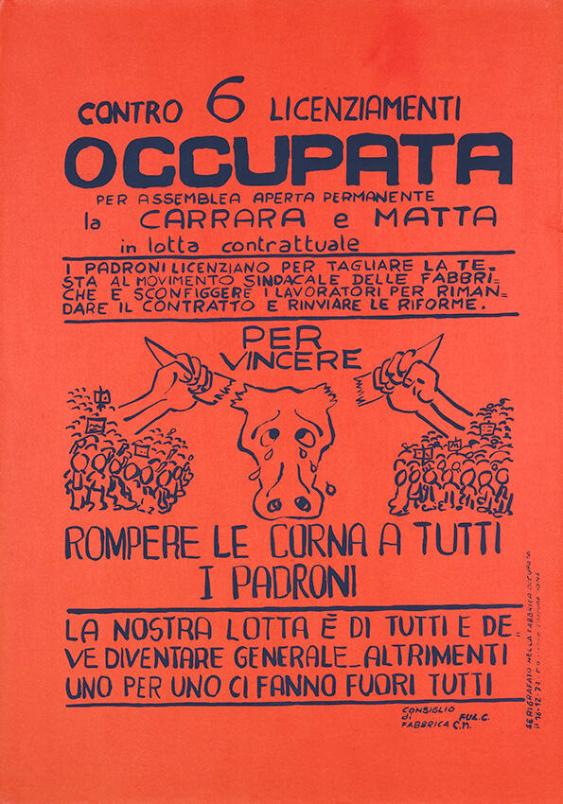 CONTRO 6 LICENZIAMENTI
OCCUPATA
PER ASSEMBLEA APERTA PERMANENTE
la CARRARA e MATTA
in lotta contrattuale
I PADRONI LICENZIANO PER TAGLIARE LA TE=
STA AL MOVIMENTO SINDACALE DELLE FABBRI=
CHE E SCONFIGGERE I LAVORATORI PER RIMAN=
DARE IL CONTRATTO E RINVIARE LE RIFORME.
PER
VINCERE
ROMPERE LE CORNA A TUTTI
I PADRONI
LA NOSTRA LOTTA È DI TUTTI E DE
VE DIVENTARE GENERALE_ALTRIMENTI
UNO PER UNO CI FANNO FUORI TUTTI
CONSIGLIO
di FUL.C.
FABBRICA C.M.
SERIGRAFATO NELLA FABBRICA OCCUPATA